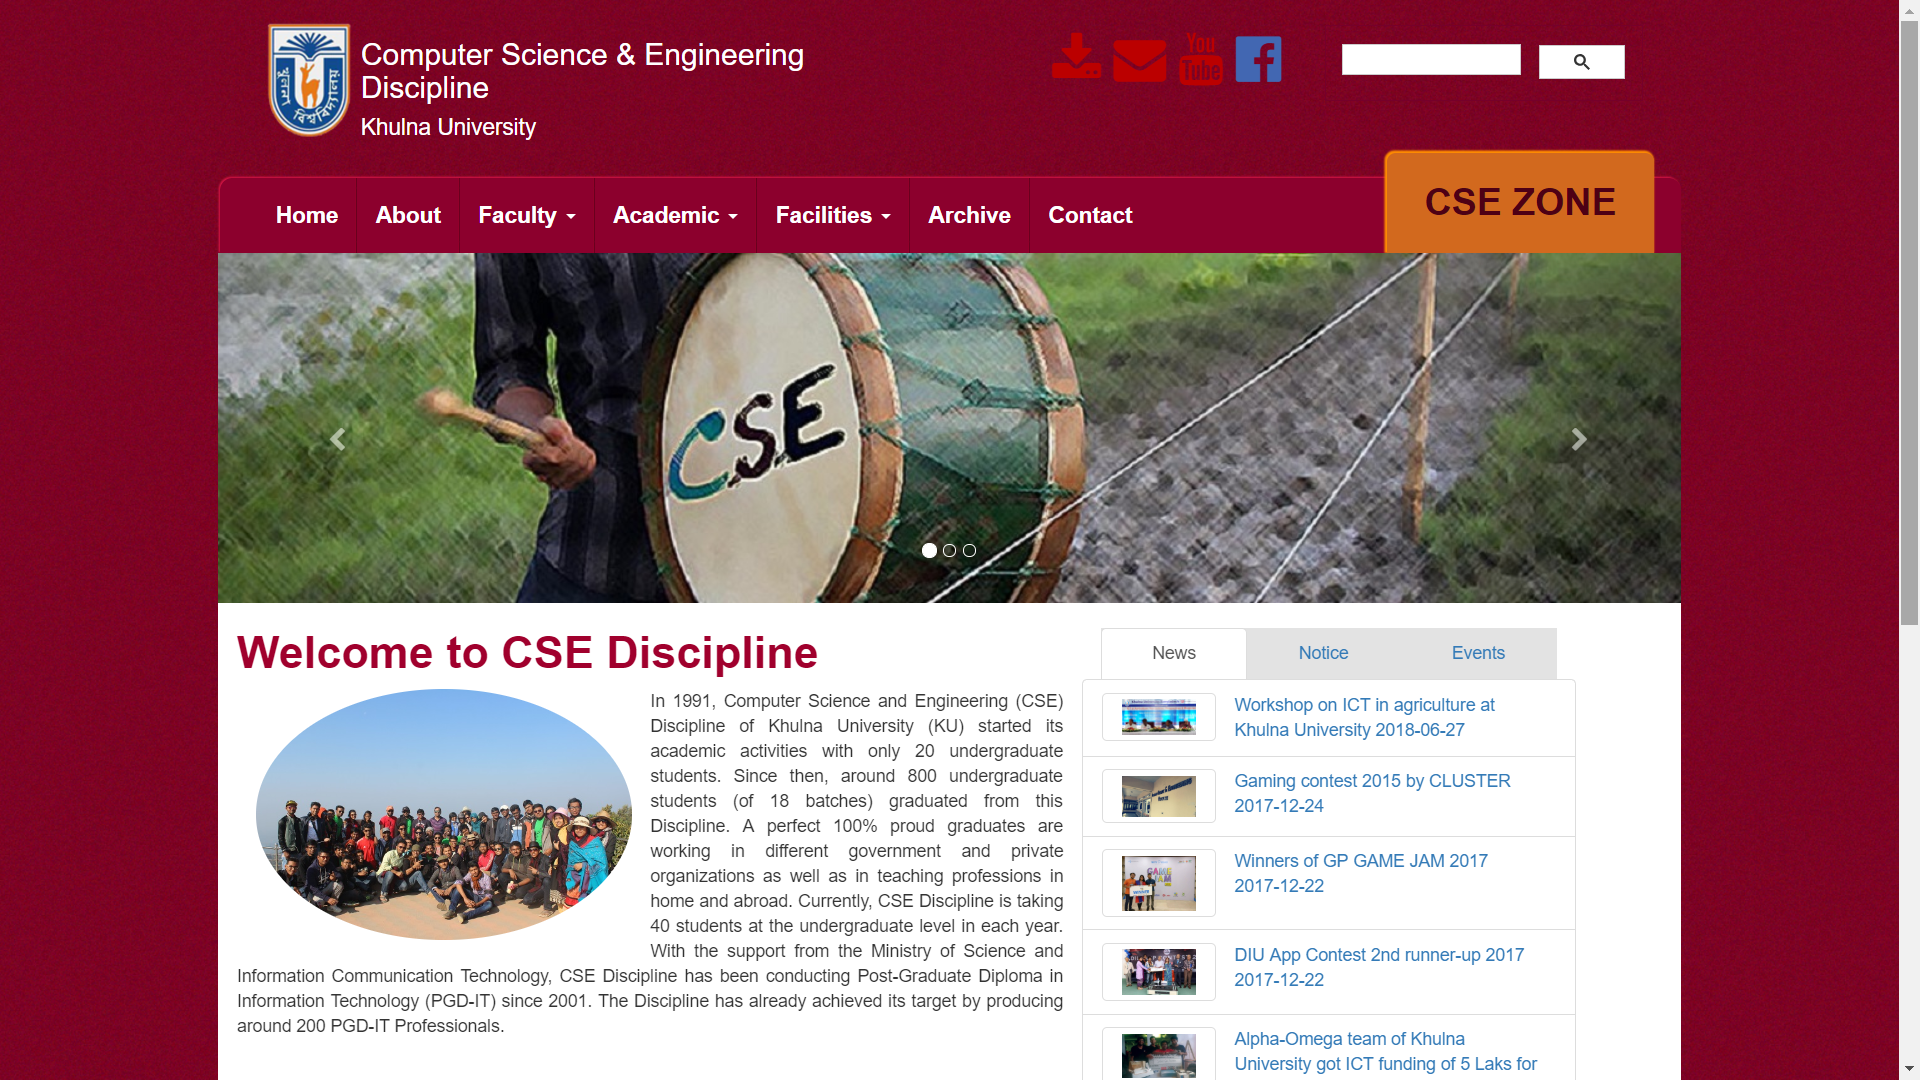 খুলনা
বিশ্ববিদ্যালয়
Computer Science & Engineering
Discipline
Khulna University
You
Tube
CSE ZONE
Home
About
Faculty
Academic
Facilities
Archive
Contact
CSE
Welcome to CSE Discipline
In 1991, Computer Science and Engineering (CSE)
Discipline of Khulna University (KU) started its
academic activities with only 20 undergraduate
students. Since then, around 800 undergraduate
students (of 18 batches) graduated from this
Discipline. A perfect 100% proud graduates are
working in different government and private
organizations as well as in teaching professions in
home and abroad. Currently, CSE Discipline is taking
40 students at the undergraduate level in each year.
With the support from the Ministry of Science and
Information Communication Technology, CSE Discipline has been conducting Post-Graduate Diploma in
Information Technology (PGD-IT) since 2001. The Discipline has already achieved its target by producing
around 200 PGD-IT Professionals.
News
Notice
Events
Workshop on ICT in agriculture at
Khulna University 2018-06-27
Gaming contest 2015 by CLUSTER
2017-12-24
Winners of GP GAME JAM 2017
2017-12-22
GAME
JAM
DIU App Contest 2nd runner-up 2017
2017-12-22
Alpha-Omega team of Khulna
University got ICT funding of 5 Laks for